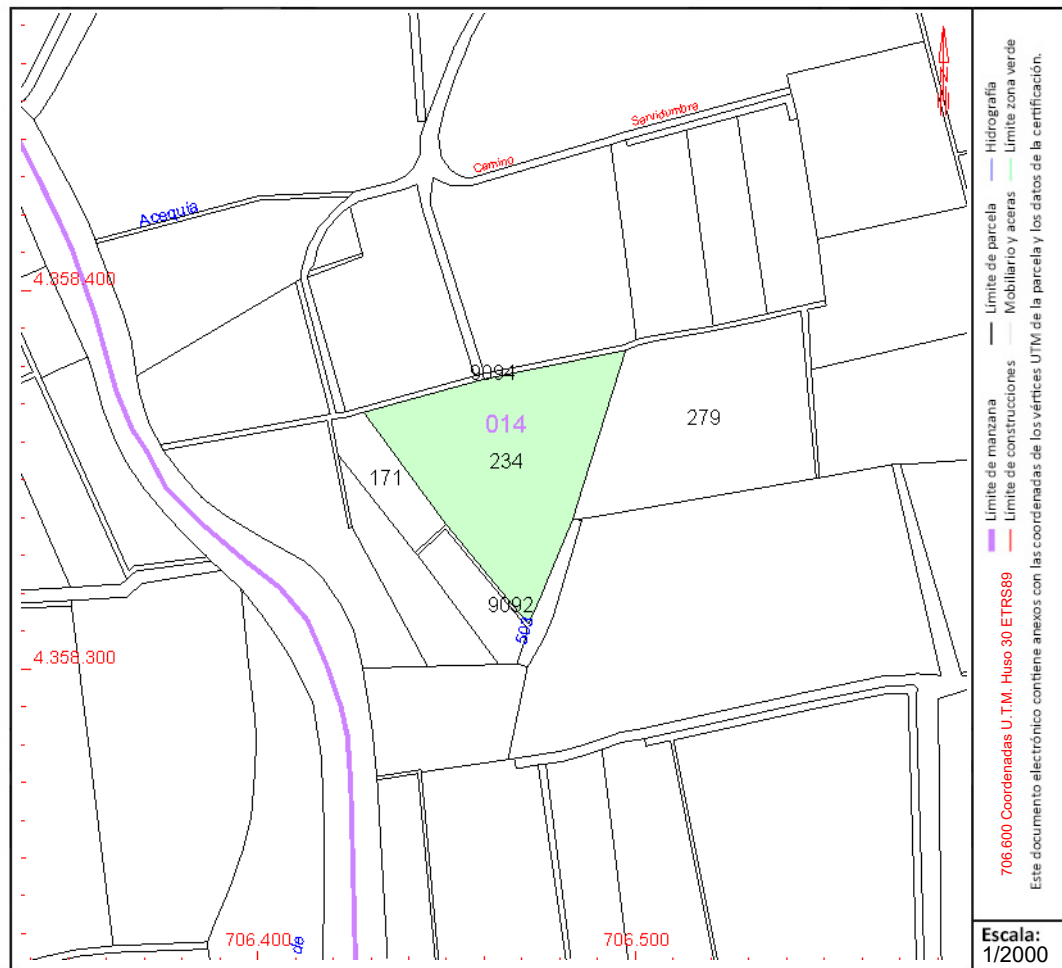 Camino
Servidumbre
Acequia
4.358.400
9094
014
279
234
171
9092
503
4.358.300
706.400
706.500
de
Límite de manzana
Límite de parcela
Hidrografía
Límite de construcciones
Mobiliario y aceras
Límite zona verde
706.600 Coordenadas U.T.M. Huso 30 ETRS89
Este documento electrónico contiene anexos con las coordenadas de los vértices UTM de la parcela y los datos de la certificación.
Escala:
1/2000